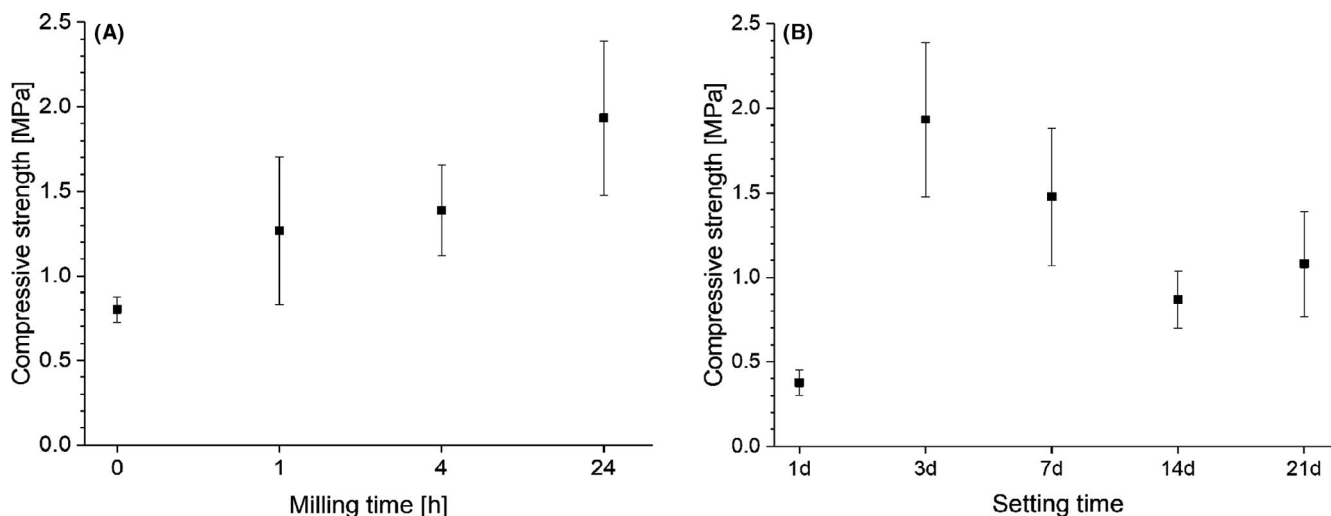 (A)
Compressive strength [MPa]
2.5
2.0
1.5
1.0
0.5
0.0
0 1 4 24
Milling time [h]
(B)
Compressive strength [MPa]
2.5
2.0
1.5
1.0
0.5
0.0
1d 3d 7d 14d 21d
Setting time